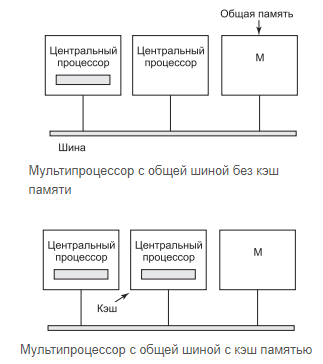 Общая память
Центральный процессор
Центральный процессор
М
Шина
Мультипроцессор с общей шиной без кэш
памяти
Центральный процессор
Центральный процессор
М
Кэш
Мультипроцессор с общей шиной с кэш памятью